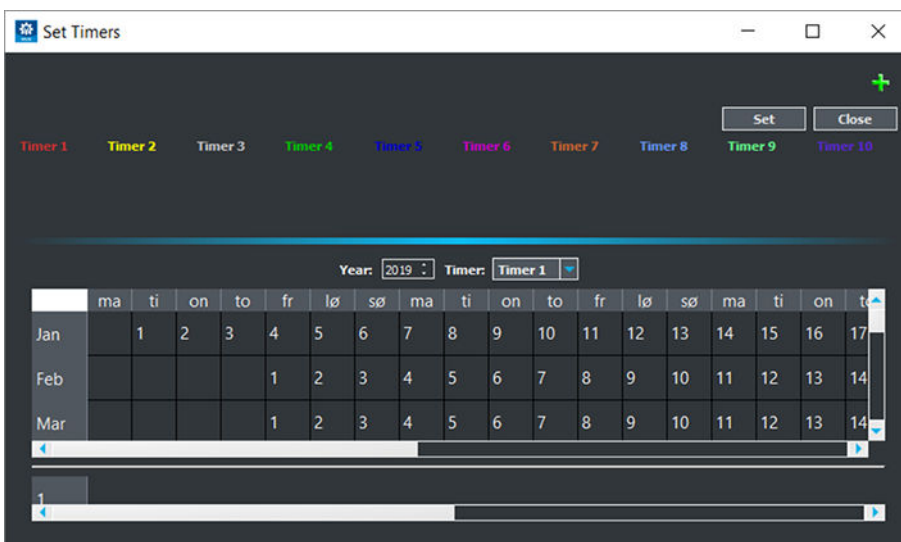 Set Timers
Set Close
Timer 1 Timer 2 Timer 3 Timer 4 Timer 5 Timer 6 Timer 7 Timer 8 Timer 9 Timer 10
Year: 2019 Timer: Timer 1
ma ti on to fr lø sø ma ti on to fr lø sø ma ti on
Jan 1 2 3 4 5 6 7 8 9 10 11 12 13 14 15 16 17
Feb 1 2 3 4 5 6 7 8 9 10 11 12 13 14
Mar 1 2 3 4 5 6 7 8 9 10 11 12 13 14
1